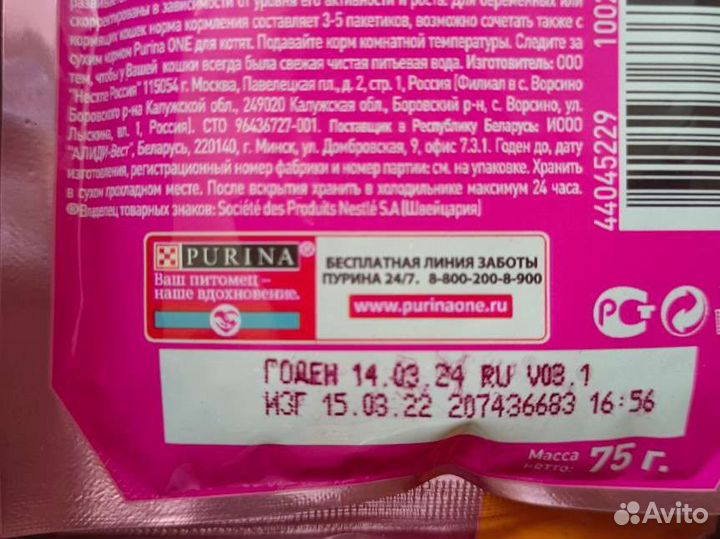 скорректированы в зависимости от уровня его активности и роста. Для беременных или
кормящих кошек норма кормления составляет 3-5 пакетиков, возможно сочетать также с
сухим кормом Purina ONE для котят. Подавайте корм комнатной температуры. Следите за
тем, чтобы у Вашей кошки всегда была свежая чистая питьевая вода. Изготовитель: ООО
"Нестле Россия" 115054 г. Москва, Павелецкая пл., д. 2, стр. 1, Россия (Филиал в с. Ворсино
Боровского р-на Калужской обл., 249020 Калужская обл., Боровский р-н, с. Ворсино, ул.
Лыскина, вл. 1, Россия). СТО 96436727-001. Поставщик в Республику Беларусь: ИООО
"АЛИДИ-Вест", Беларусь, 220140, г. Минск, ул. Домбровская, 9, офис 7.3.1. Годен до, дату
изготовления, регистрационный номер фабрики и номер партии: см. на упаковке. Хранить
в сухом прохладном месте. После вскрытия хранить в холодильнике максимум 24 часа.
®Владелец товарных знаков: Société des Produits Nestlé S.A (Швейцария)
44045229
1002
PURINA®
Ваш питомец –
наше вдохновение.
БЕСПЛАТНАЯ ЛИНИЯ ЗАБОТЫ
ПУРИНА 24/7. 8-800-200-8-900
www.purinaone.ru
РСТ
ГОДЕН 14.03.24 RU V03.1
ИЗГ 15.03.22 207436683 16:56
Масса
нетто: 75 г.
Avito